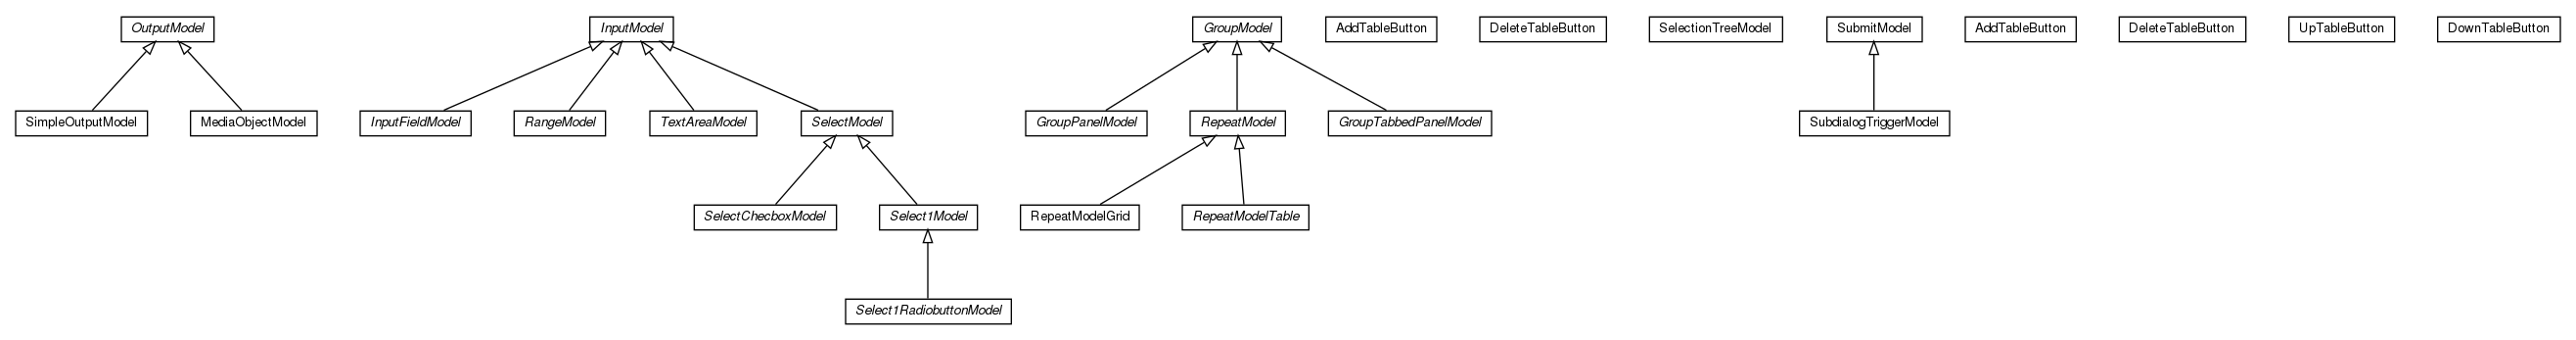 OutputModel
InputModel
GroupModel
AddTableButton
DeleteTableButton
SelectionTreeModel
SubmitModel
AddTableButton
DeleteTableButton
UpTableButton
DownTableButton
SimpleOutputModel
MediaObjectModel
InputFieldModel
RangeModel
TextAreaModel
SelectModel
GroupPanelModel
RepeatModel
GroupTabbedPanelModel
SubdialogTriggerModel
SelectChecboxModel
Select1Model
RepeatModelGrid
RepeatModelTable
Select1RadiobuttonModel